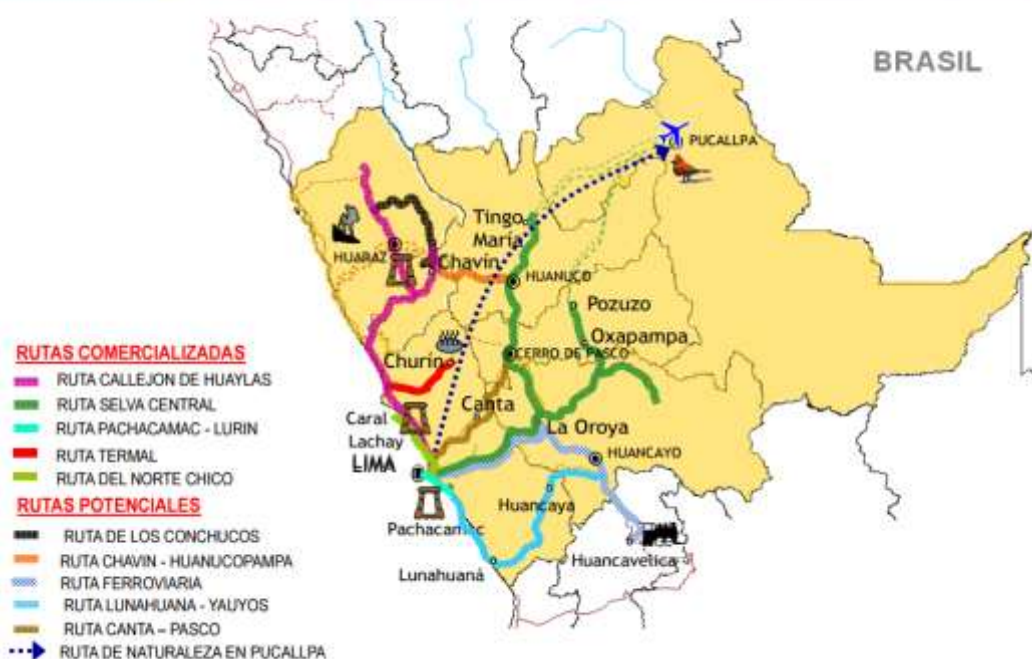 BRASIL
PUCALLPA
Tingo
María
HUARAZ
Chavín
HUANUCO
Pozuzo
Oxapampa
CERRO DE PASCO
Churín
Canta
Caral
Lachay
LIMA
La Oroya
HUANCAYO
Huancaya
Pachacamac
Huancavelica
Lunahuaná
RUTAS COMERCIALIZADAS
RUTA CALLEJON DE HUAYLAS
RUTA SELVA CENTRAL
RUTA PACHACAMAC - LURIN
RUTA TERMAL
RUTA DEL NORTE CHICO
RUTAS POTENCIALES
RUTA DE LOS CONCHUCOS
RUTA CHAVIN - HUANUCOPAMPA
RUTA FERROVIARIA
RUTA LUNAHUANA - YAUYOS
RUTA CANTA – PASCO
RUTA DE NATURALEZA EN PUCALLPA